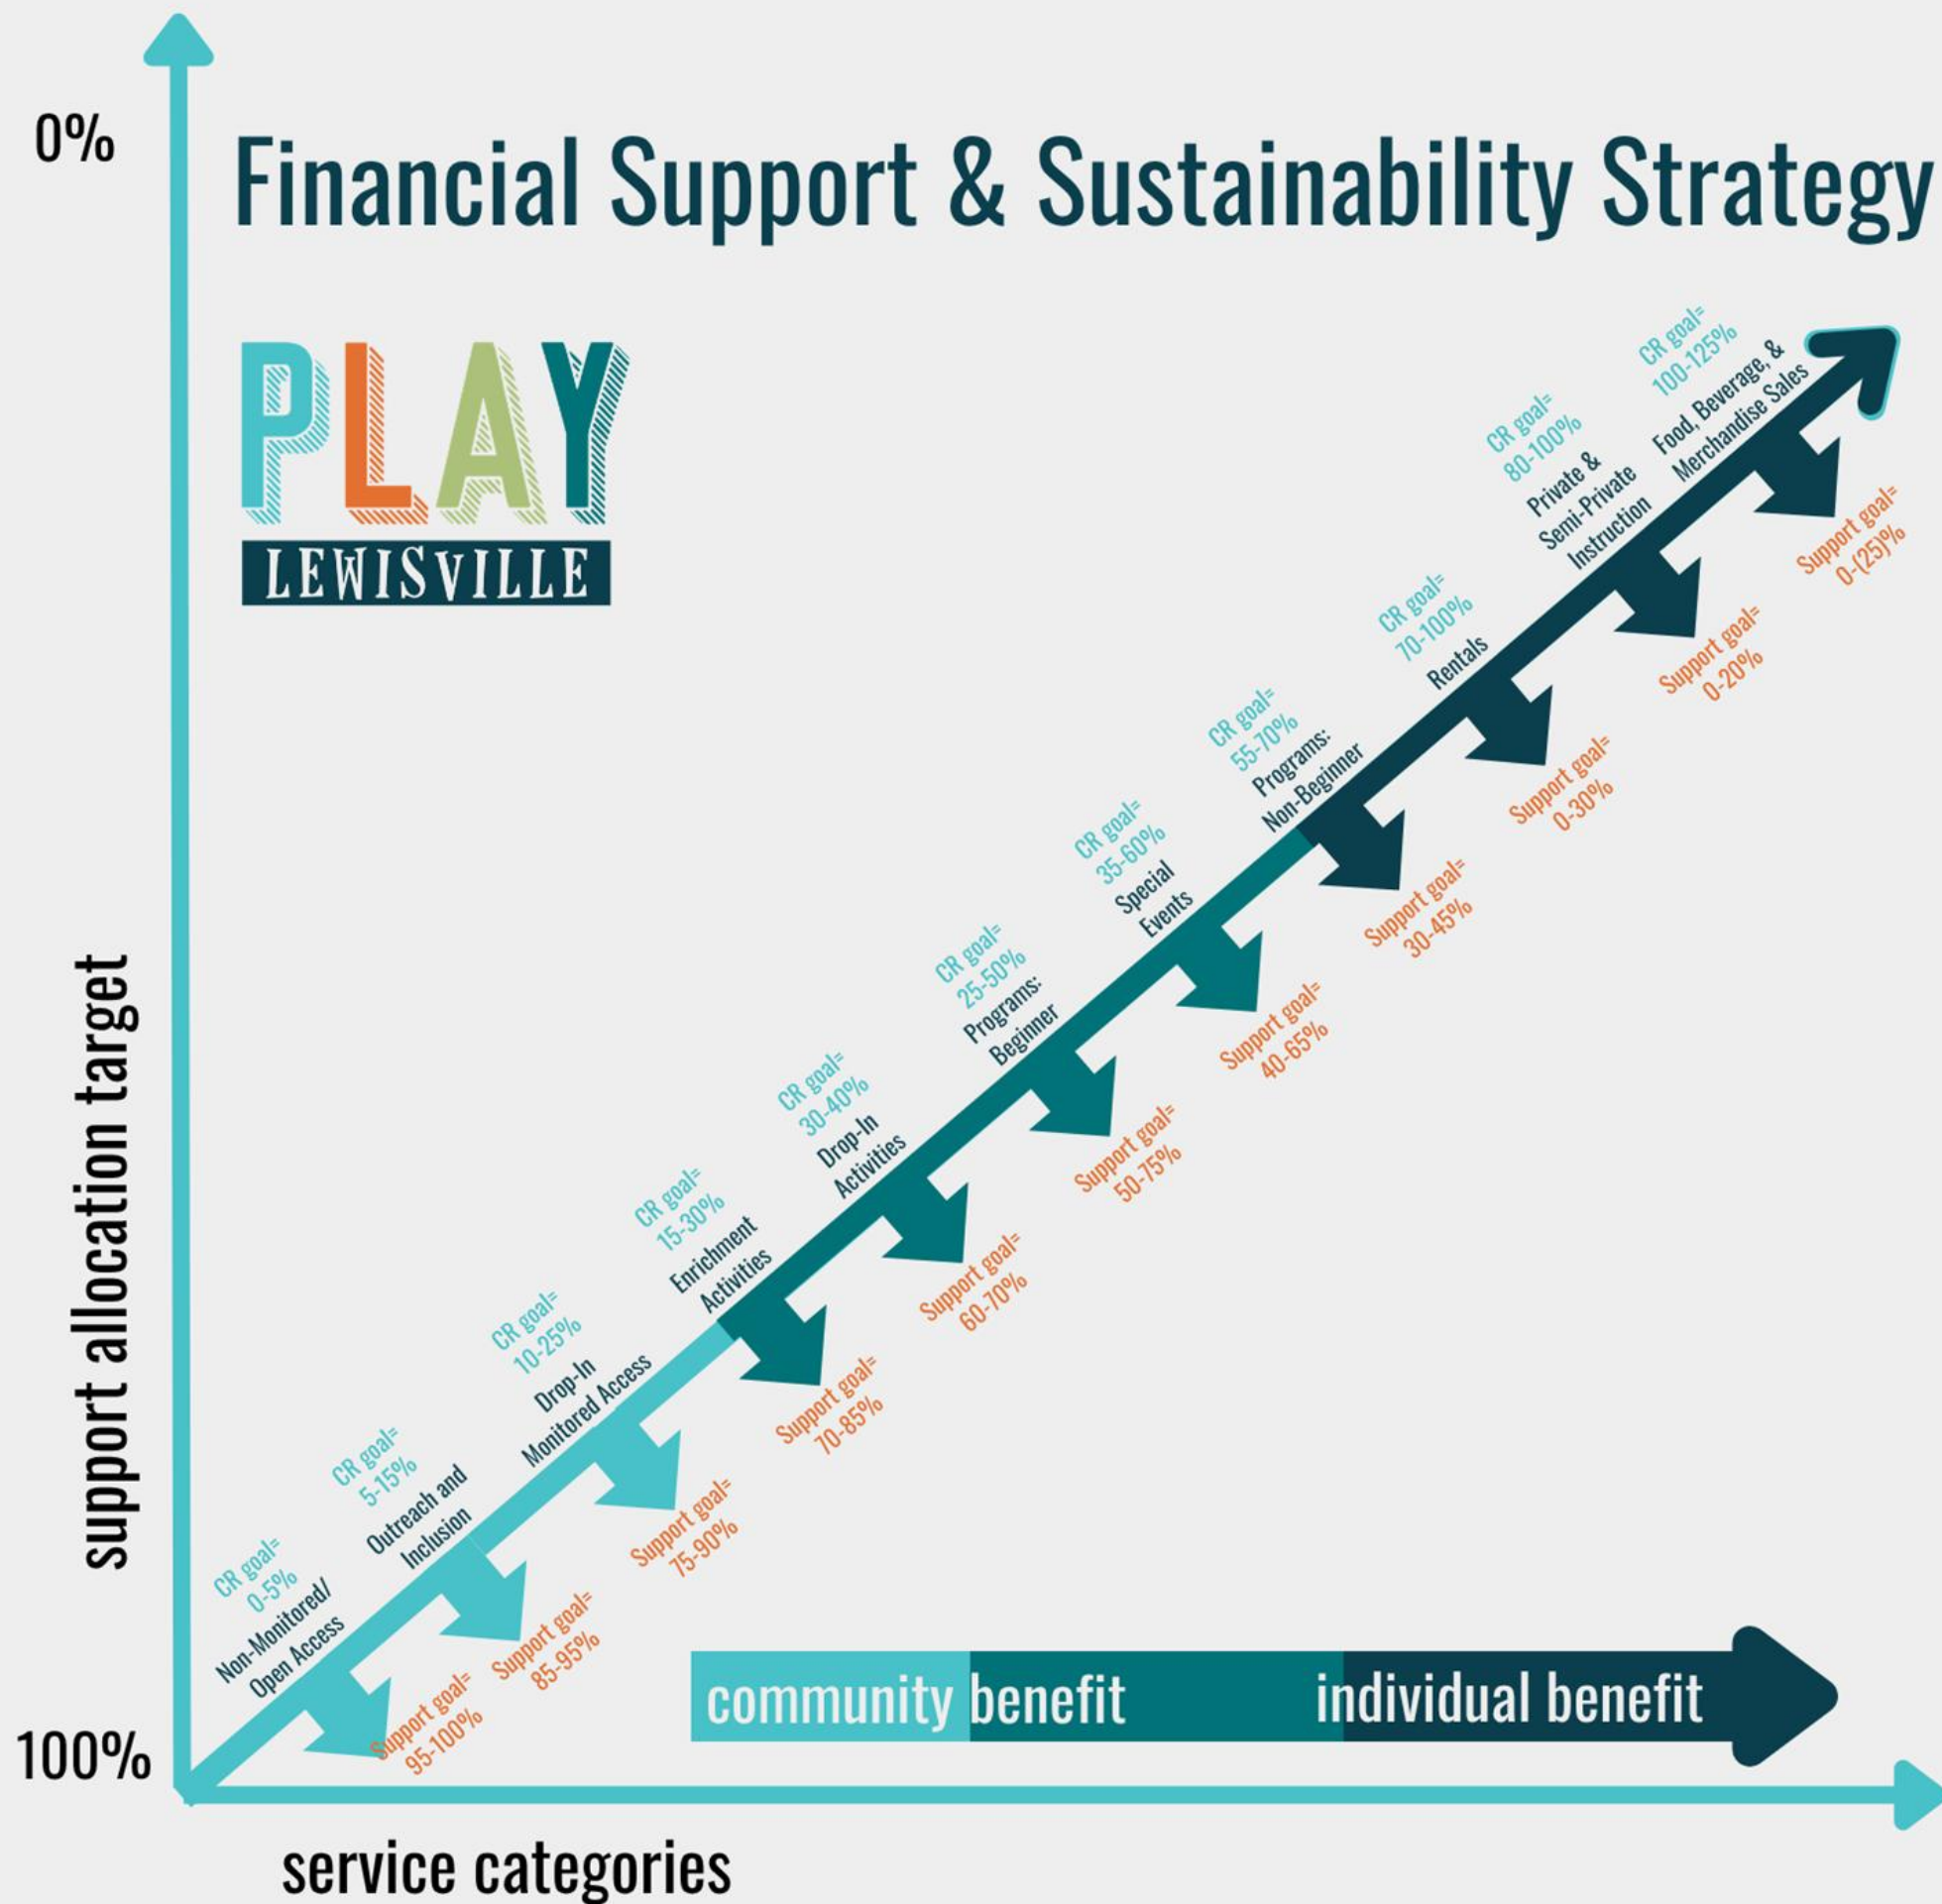 0%
Financial Support & Sustainability Strategy
PLAY
LEWISVILLE
support allocation target
100%
service categories
CR goal=
0-5%
Non-Monitored/
Open Access
Support goal=
95-100%
CR goal=
5-15%
Outreach and
Inclusion
Support goal=
85-95%
CR goal=
10-25%
Drop-In
Monitored Access
Support goal=
75-90%
CR goal=
15-30%
Enrichment
Activities
Support goal=
70-85%
CR goal=
30-40%
Drop-In
Activities
Support goal=
60-70%
CR goal=
25-50%
Programs:
Beginner
Support goal=
50-75%
CR goal=
35-60%
Special
Events
Support goal=
40-65%
CR goal=
55-70%
Programs:
Non-Beginner
Support goal=
30-45%
CR goal=
70-100%
Rentals
Support goal=
0-30%
CR goal=
80-100%
Private &
Semi-Private
Instruction
Support goal=
0-20%
CR goal=
100-125%
Food, Beverage, &
Merchandise Sales
Support goal=
0-(25)%
community benefit individual benefit